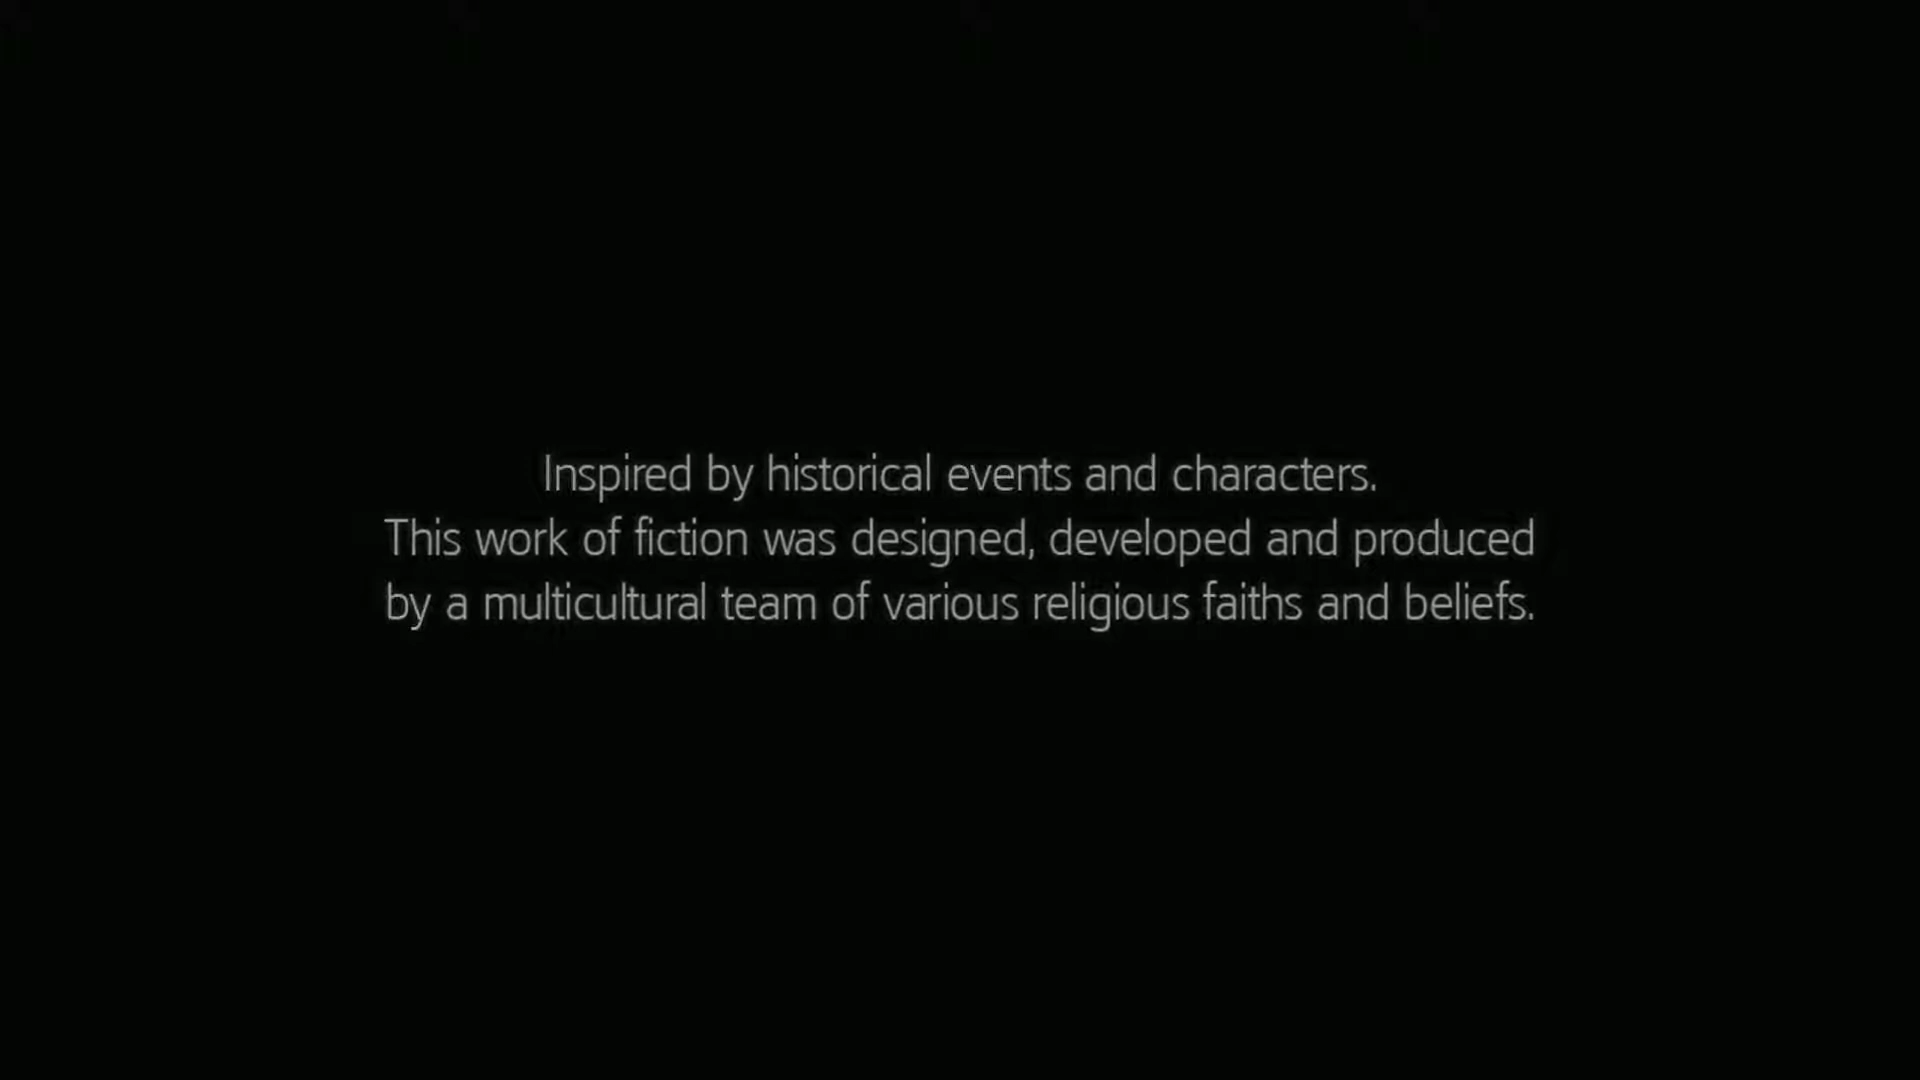 Inspired by historical events and characters.
This work of fiction was designed, developed and produced
by a multicultural team of various religious faiths and beliefs.